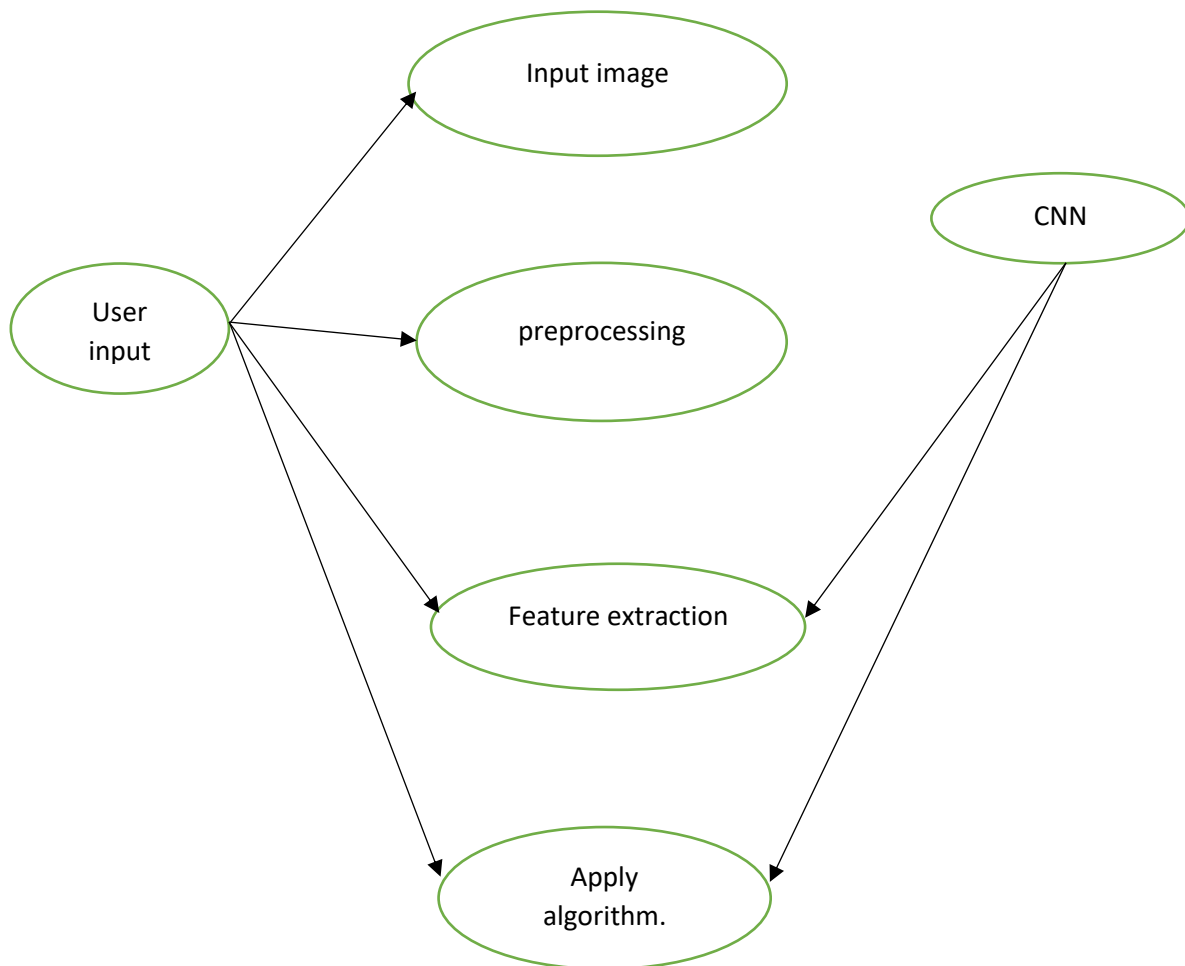 Input image
CNN
User
input
preprocessing
Feature extraction
Apply
algorithm.